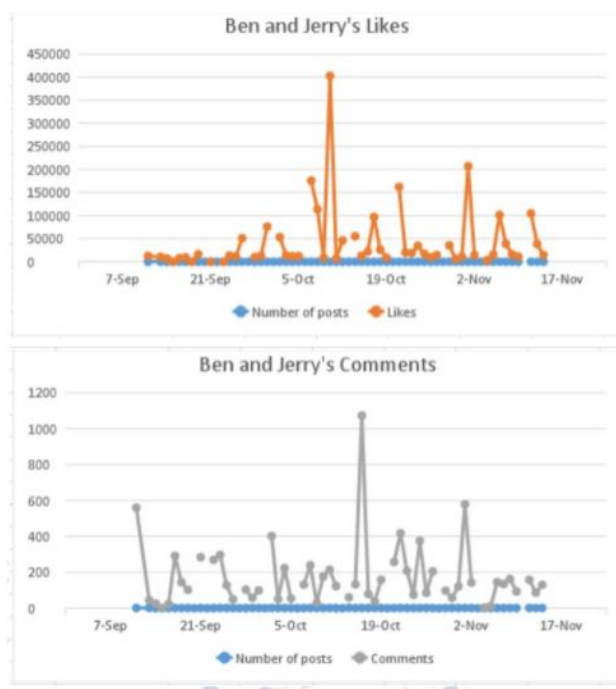 Ben and Jerry's Likes
450000
400000
350000
300000
250000
200000
150000
100000
50000
0
7-Sep 21-Sep 5-Oct 19-Oct 2-Nov 17-Nov
Number of posts Likes
Ben and Jerry's Comments
1200
1000
800
600
400
200
0
7-Sep 21-Sep 5-Oct 19-Oct 2-Nov 17-Nov
Number of posts Comments